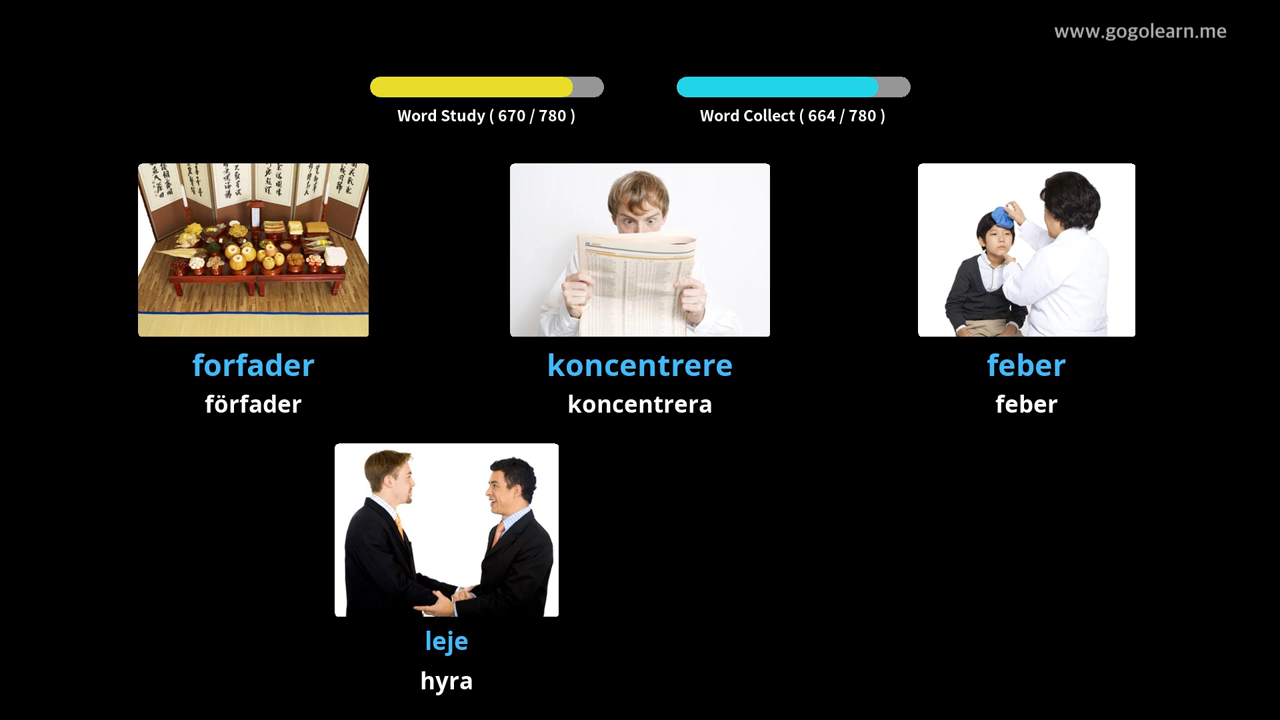 www.gogolearn.me
Word Study ( 670 / 780 )
Word Collect ( 664 / 780 )
forfader
förfader
koncentrere
koncentrera
feber
feber
leje
hyra